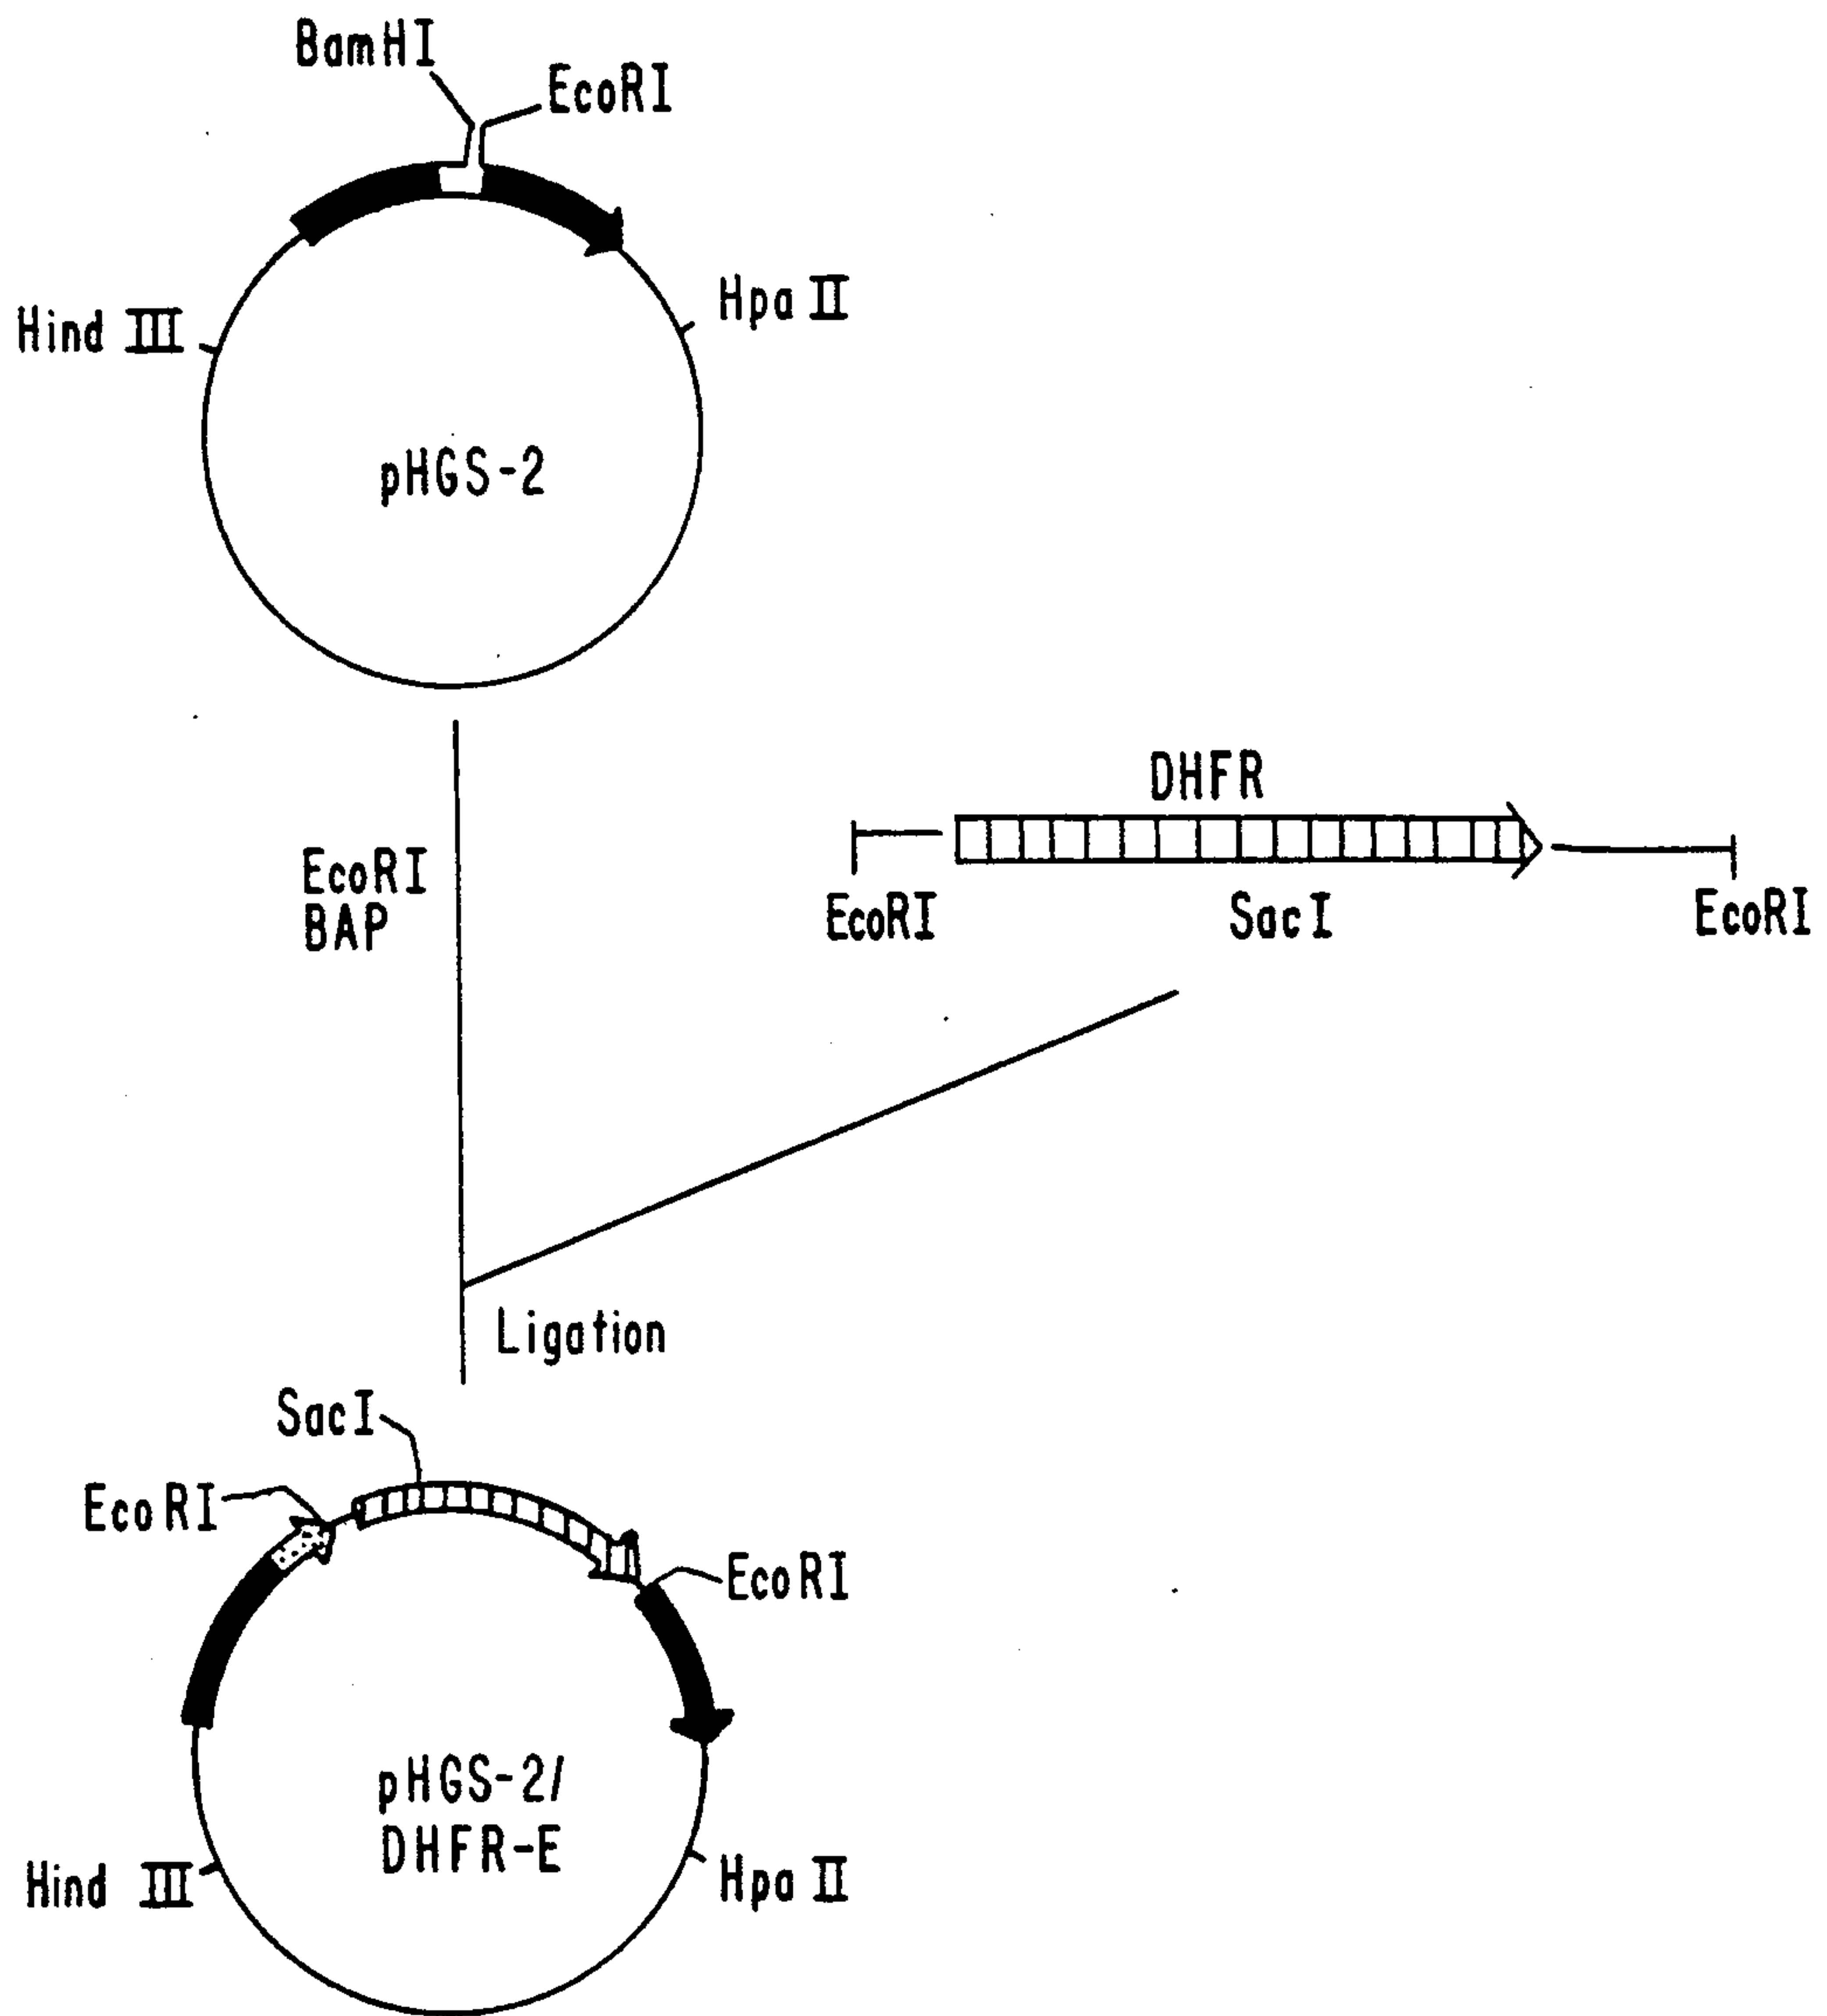 BamHI
EcoRI
Hind III
Hpa II
pHGS-2
DHFR
EcoRI
SacI
EcoRI
EcoRI
BAP
Ligation
SacI
EcoRI
EcoRI
pHGS-2/
DHFR-E
Hind III
Hpa II